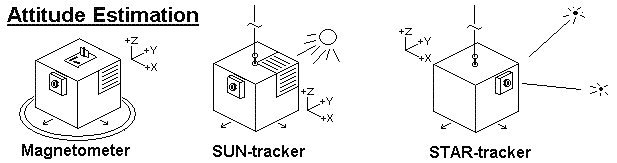 Attitude Estimation
+Z
+Y
+X
+Z
+Y
+X
+Z
+Y
+X
Magnetometer
SUN-tracker
STAR-tracker